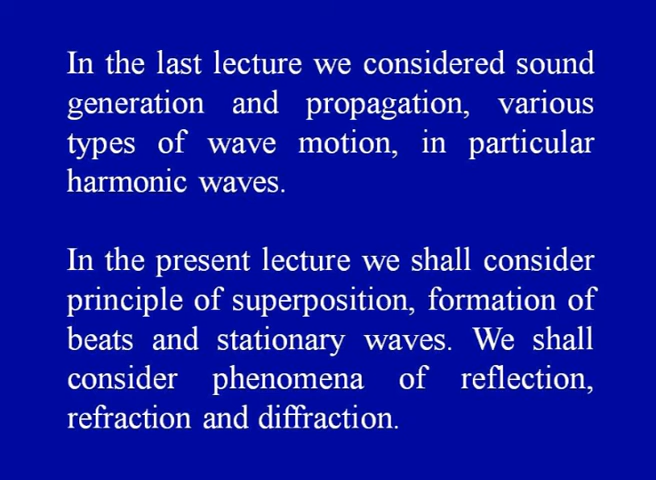 In the last lecture we considered sound
generation and propagation, various
types of wave motion, in particular
harmonic waves.
In the present lecture we shall consider
principle of superposition, formation of
beats and stationary waves. We shall
consider phenomena of reflection,
refraction and diffraction.